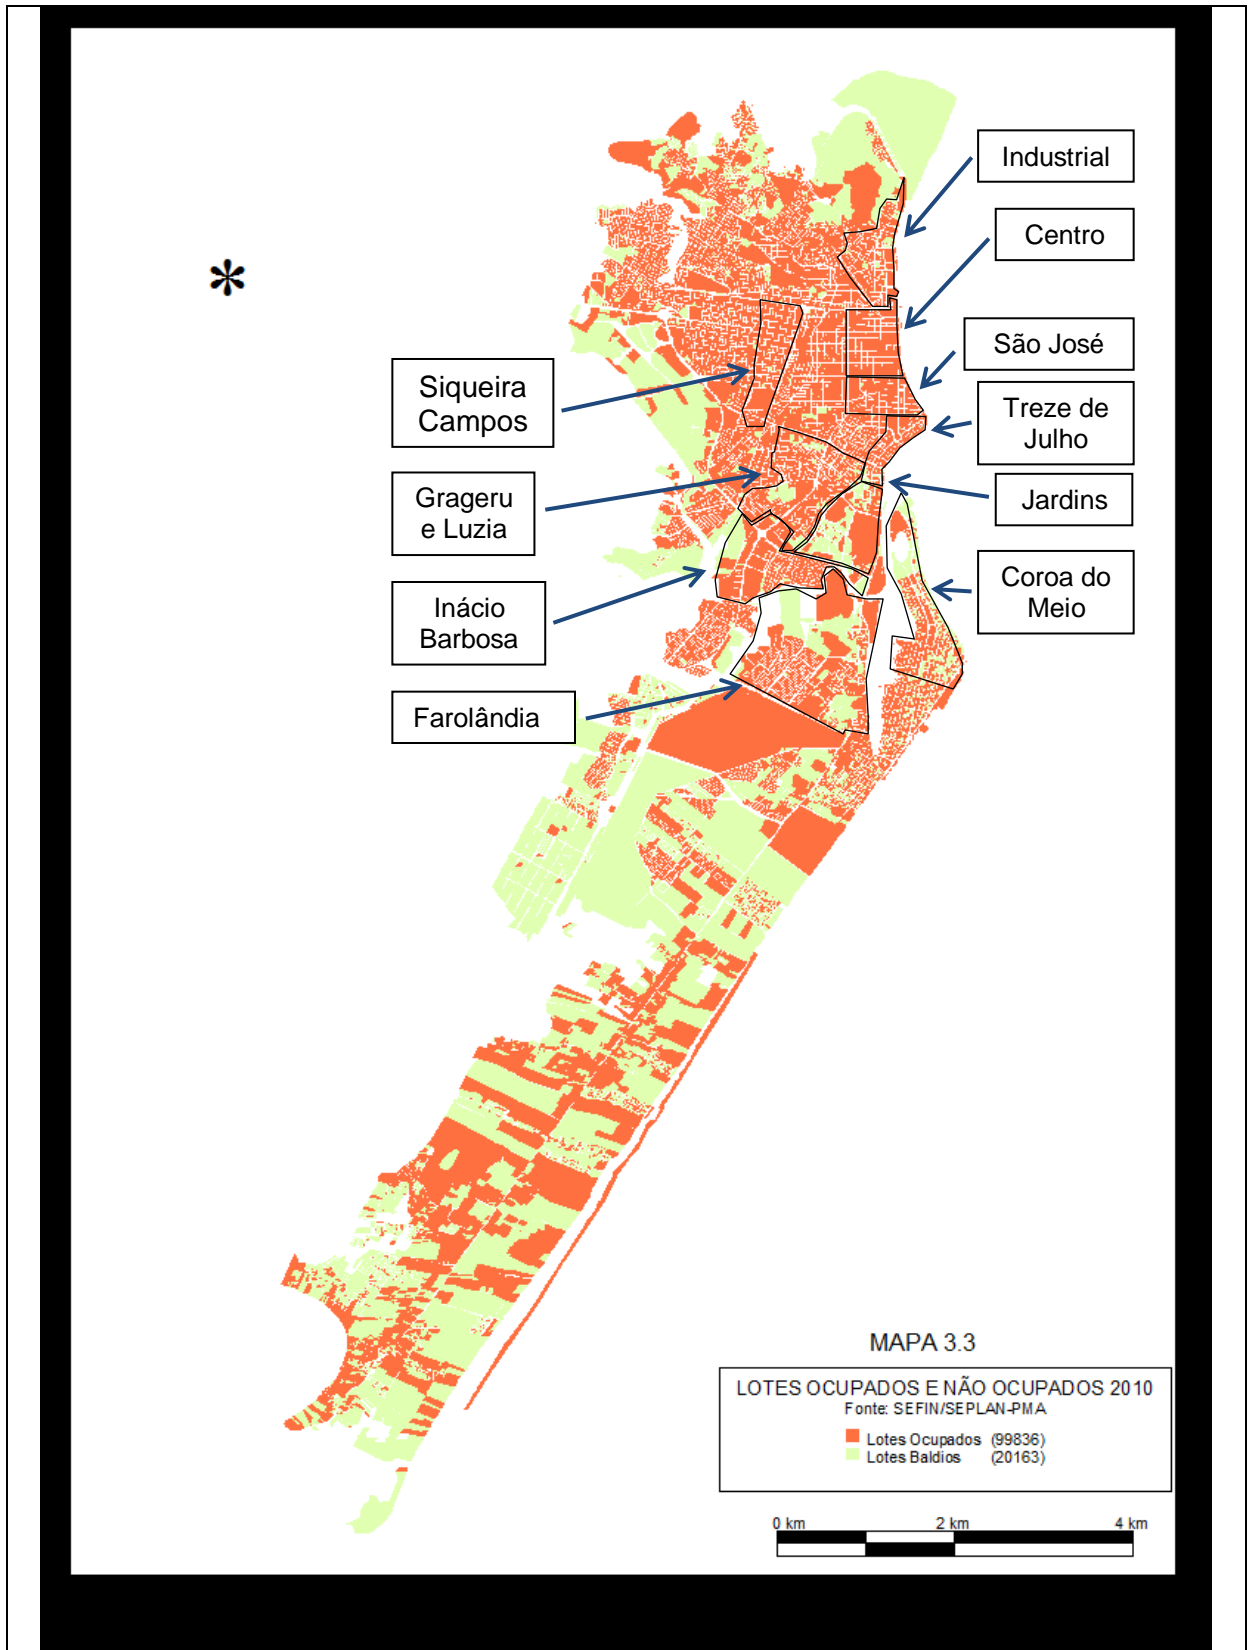 Industrial
Centro
São José
Siqueira
Campos
Treze de
Julho
Grageru
e Luzia
Jardins
Inácio
Barbosa
Coroa do
Meio
Farolândia
MAPA 3.3
LOTES OCUPADOS E NÃO OCUPADOS 2010
Fonte: SEFIN/SEPLAN-PMA
Lotes Ocupados (99836)
Lotes Baldios (20163)
0 km 2 km 4 km